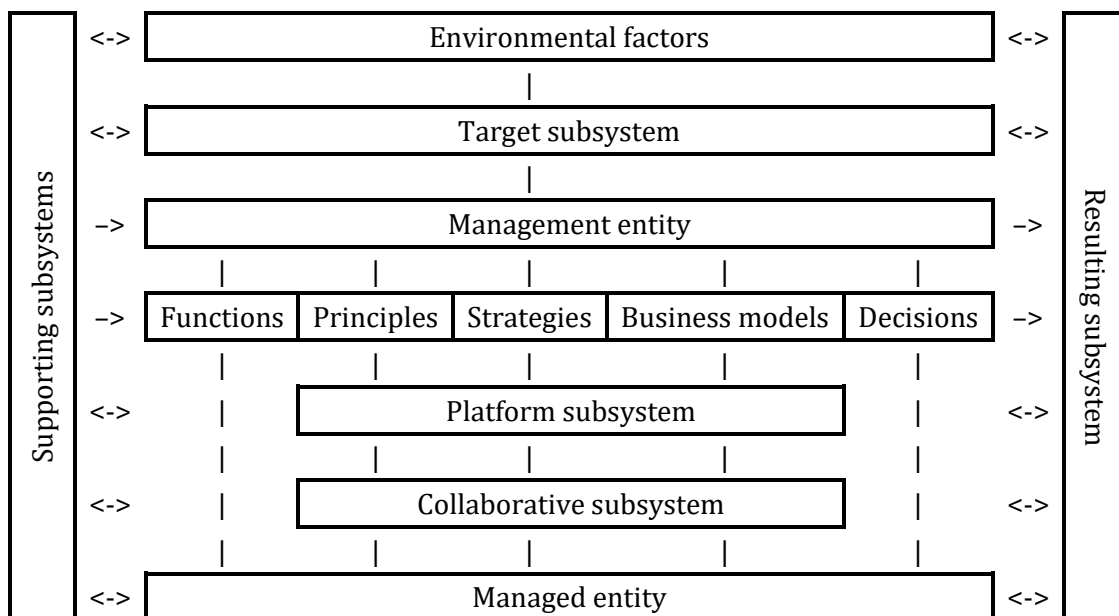 Supporting subsystems
<-> Environmental factors <->
|
<-> Target subsystem <->
|
–> Management entity –>
| | | | |
–> Functions Principles Strategies Business models Decisions –>
| | | | |
<-> | Platform subsystem | <->
| | | | |
<-> | Collaborative subsystem | <->
| | | | |
<-> Managed entity <->
Resulting subsystem